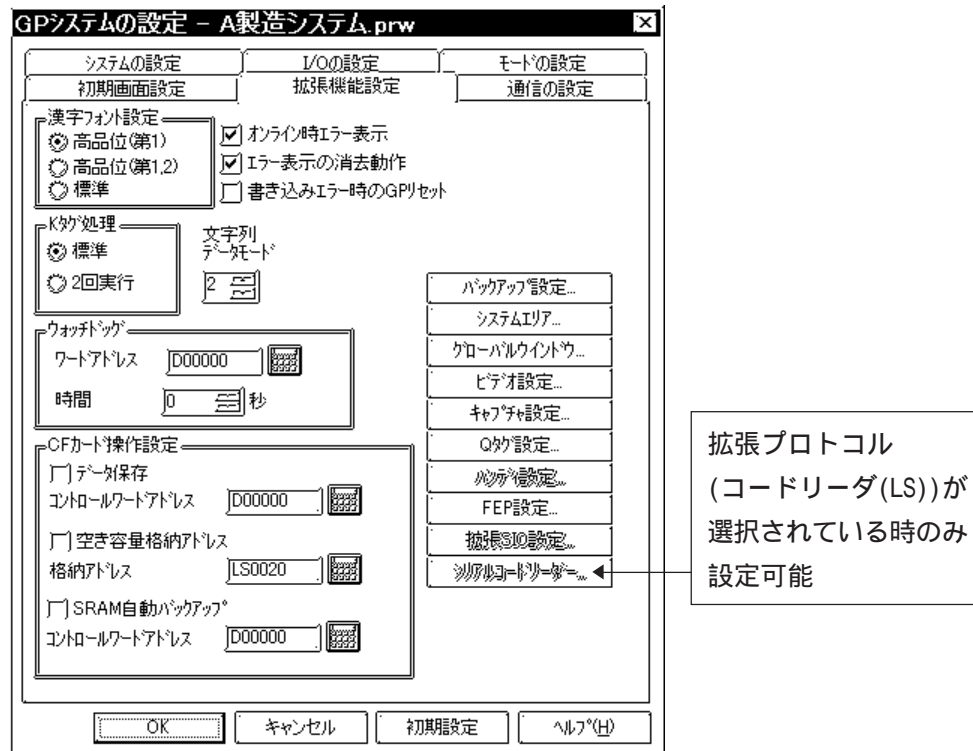 GPシステムの設定 - A製造システム.prw
システムの設定 I/Oの設定 モードの設定
初期画面設定 拡張機能設定 通信の設定
漢字フォント設定
高品位(第1)
高品位(第1,2)
標準
オンライン時エラー表示
エラー表示の消去動作
書き込みエラー時のGPリセット
Kタグ処理
標準
2回実行
文字列
データモード
2
ウォッチドッグ
ワードアドレス D00000
時間 0 秒
CFカード操作設定
データ保存
コントロールワードアドレス D00000
空き容量格納アドレス
格納アドレス LS0020
SRAM自動バックアップ
コントロールワードアドレス D00000
バックアップ設定...
システムエリア...
グローバルウインドウ...
ビデオ設定...
キャプチャ設定...
Qタグ設定...
ハンディ設定...
FEP設定...
拡張SIO設定...
シリアルコードリーダー...
拡張プロトコル
(コードリーダ(LS))が
選択されている時のみ
設定可能
OK キャンセル 初期設定 ヘルプ(H)